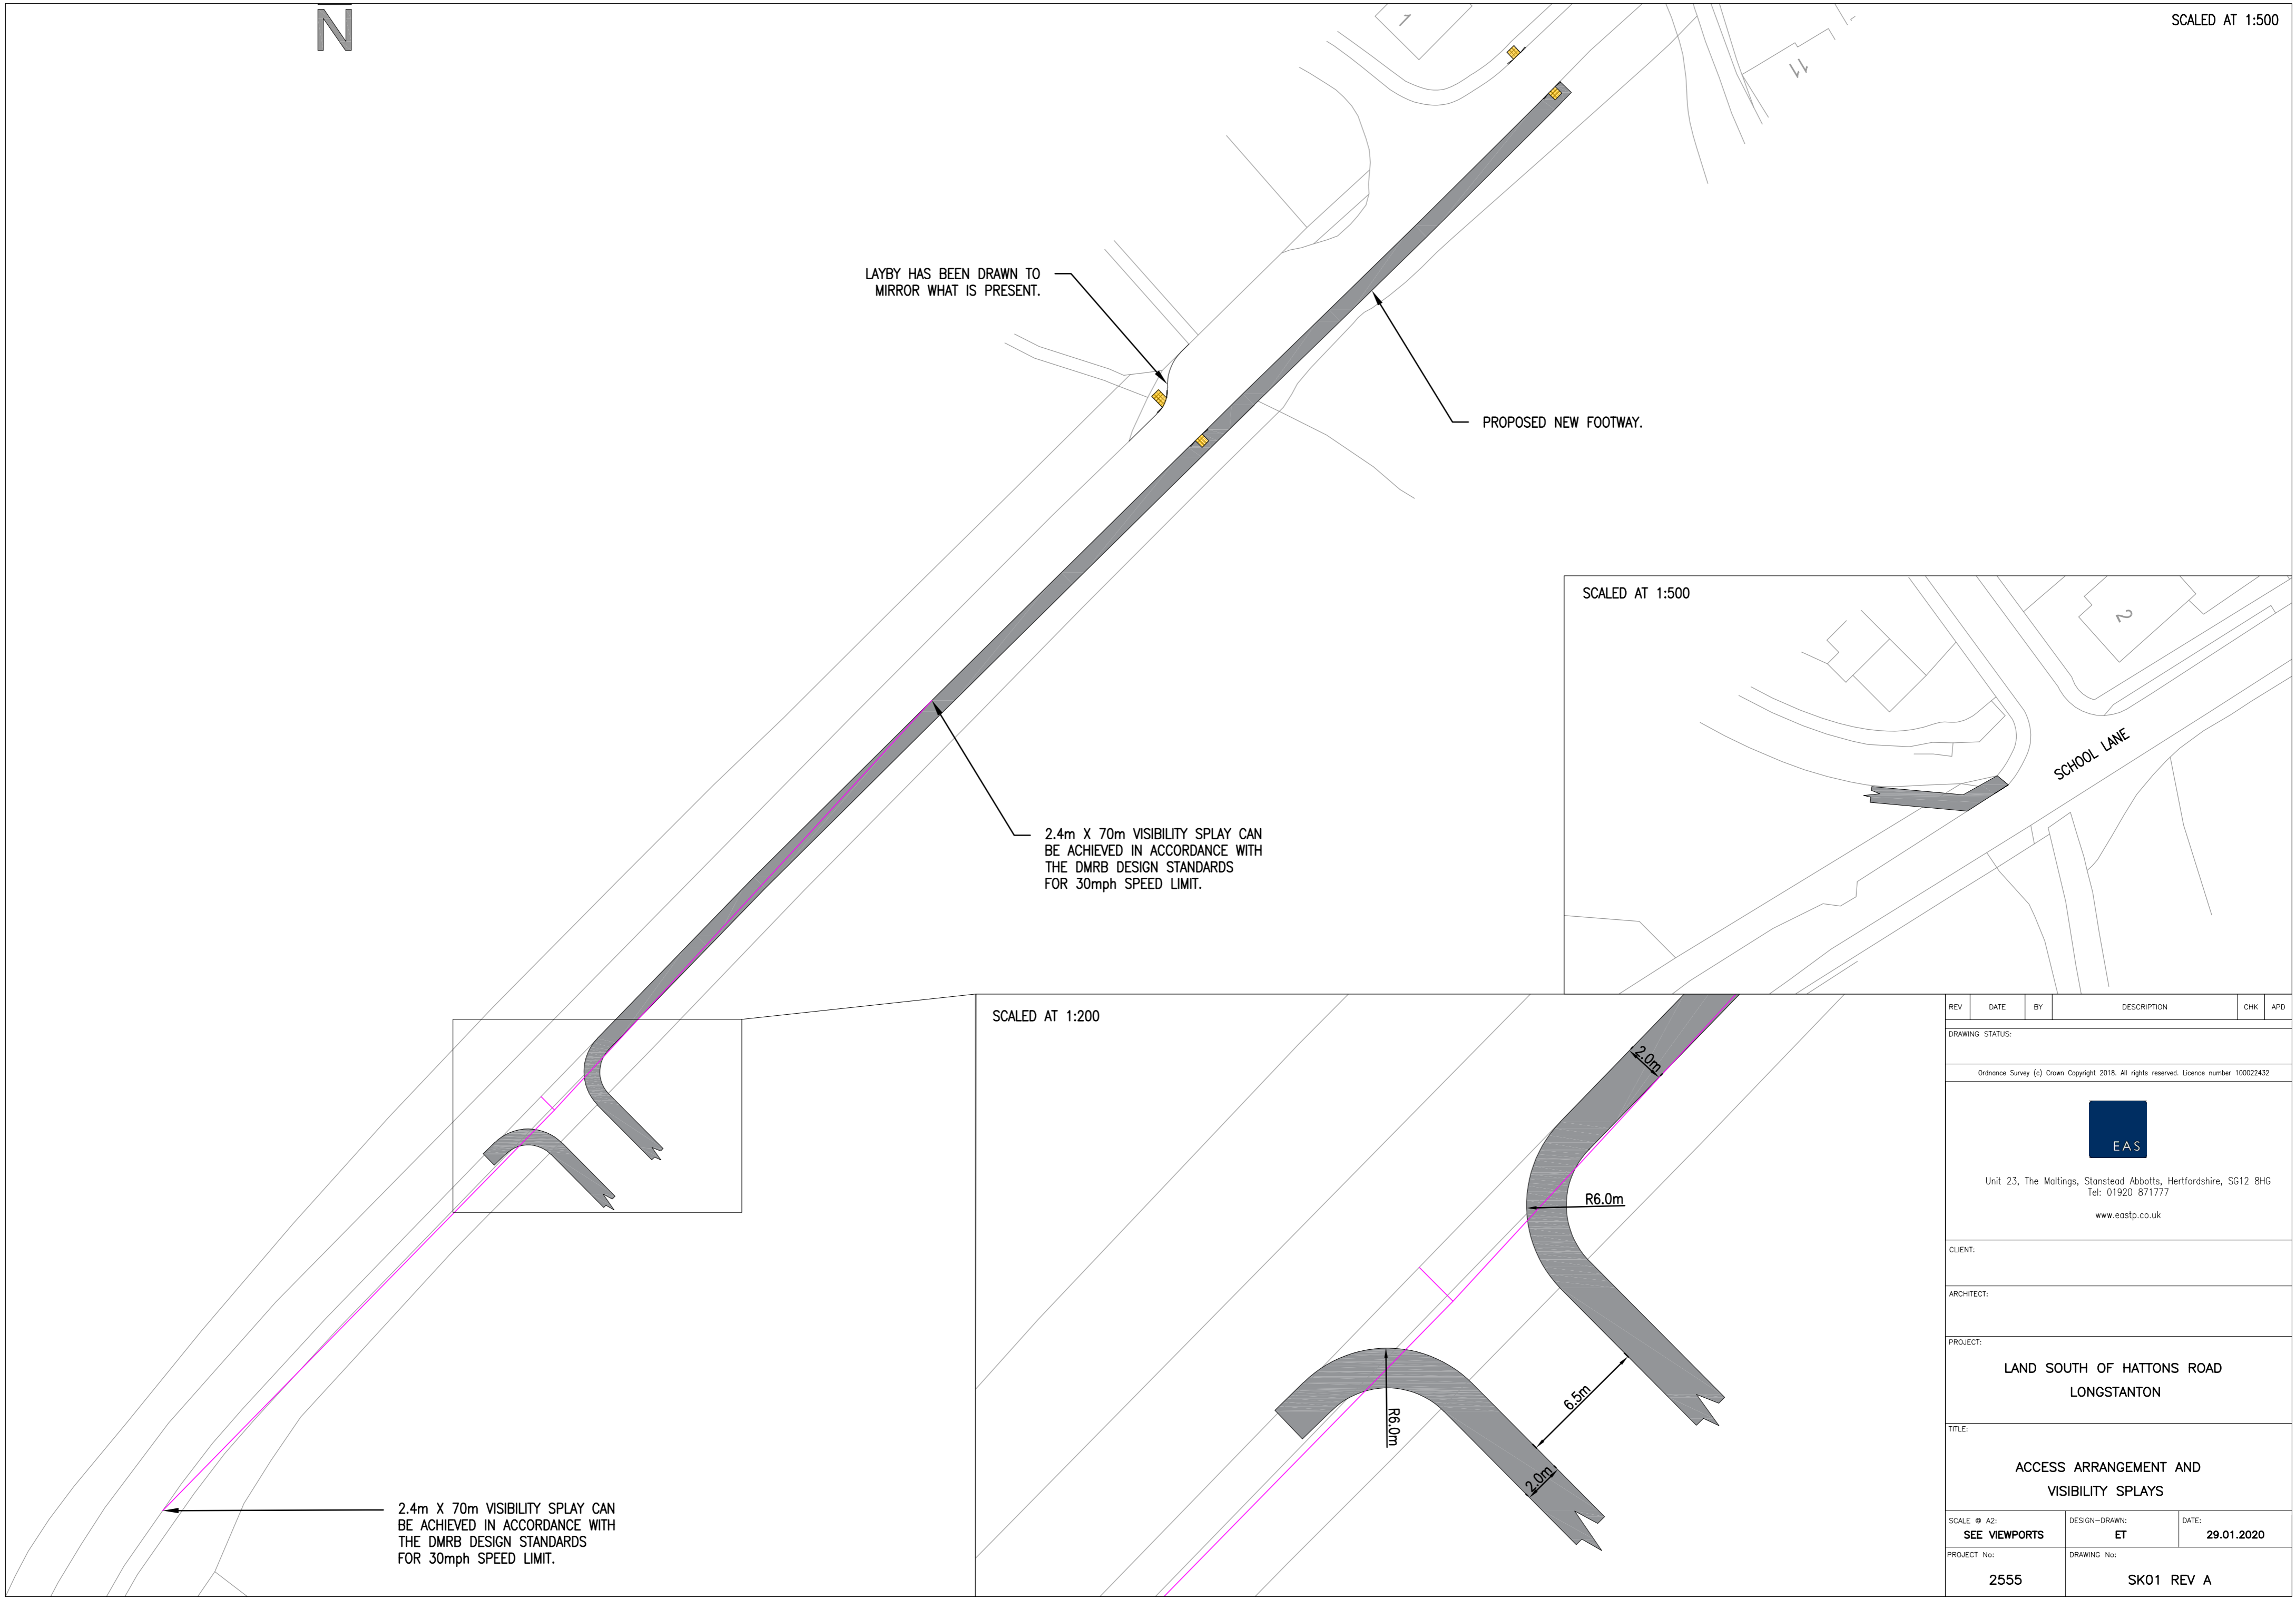 N
SCALED AT 1:500
1
11
LAYBY HAS BEEN DRAWN TO
MIRROR WHAT IS PRESENT.
PROPOSED NEW FOOTWAY.
SCALED AT 1:500
2
SCHOOL LANE
2.4m X 70m VISIBILITY SPLAY CAN
BE ACHIEVED IN ACCORDANCE WITH
THE DMRB DESIGN STANDARDS
FOR 30mph SPEED LIMIT.
SCALED AT 1:200
2.0m
R6.0m
R6.0m
6.5m
2.0m
2.4m X 70m VISIBILITY SPLAY CAN
BE ACHIEVED IN ACCORDANCE WITH
THE DMRB DESIGN STANDARDS
FOR 30mph SPEED LIMIT.
REV DATE BY DESCRIPTION CHK APD
DRAWING STATUS:
Ordnance Survey (c) Crown Copyright 2018. All rights reserved. Licence number 100022432
EAS
Unit 23, The Maltings, Stanstead Abbotts, Hertfordshire, SG12 8HG
Tel: 01920 871777
www.eastp.co.uk
CLIENT:
ARCHITECT:
PROJECT:
LAND SOUTH OF HATTONS ROAD
LONGSTANTON
TITLE:
ACCESS ARRANGEMENT AND
VISIBILITY SPLAYS
SCALE @ A2: DESIGN-DRAWN: DATE:
SEE VIEWPORTS ET 29.01.2020
PROJECT No: DRAWING No:
2555 SK01 REV A